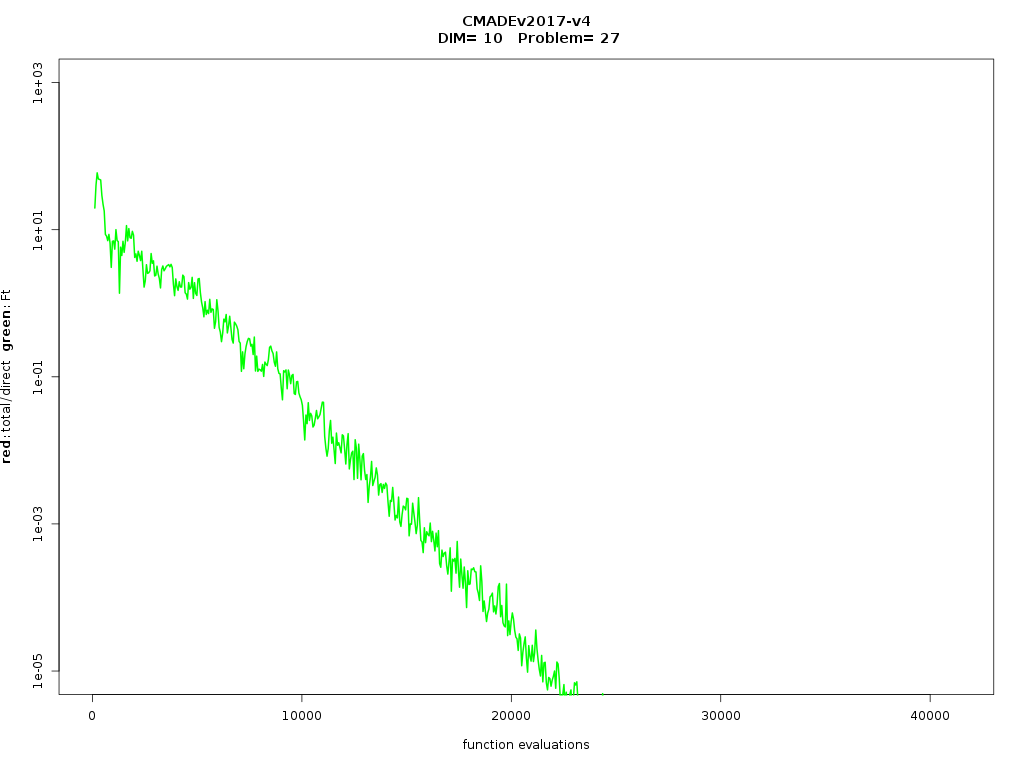 CMADEv2017-v4
DIM= 10   Problem= 27
red: total/direct  green: Ft
1e+03
1e+01
1e-01
1e-03
1e-05
0
10000
20000
30000
40000
function evaluations